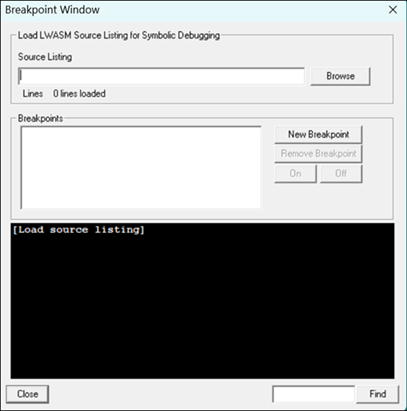 Breakpoint Window
Load LWASM Source Listing for Symbolic Debugging
Source Listing
Browse
Lines 0 lines loaded
Breakpoints
New Breakpoint
Remove Breakpoint
On Off
[Load source listing]
Close Find